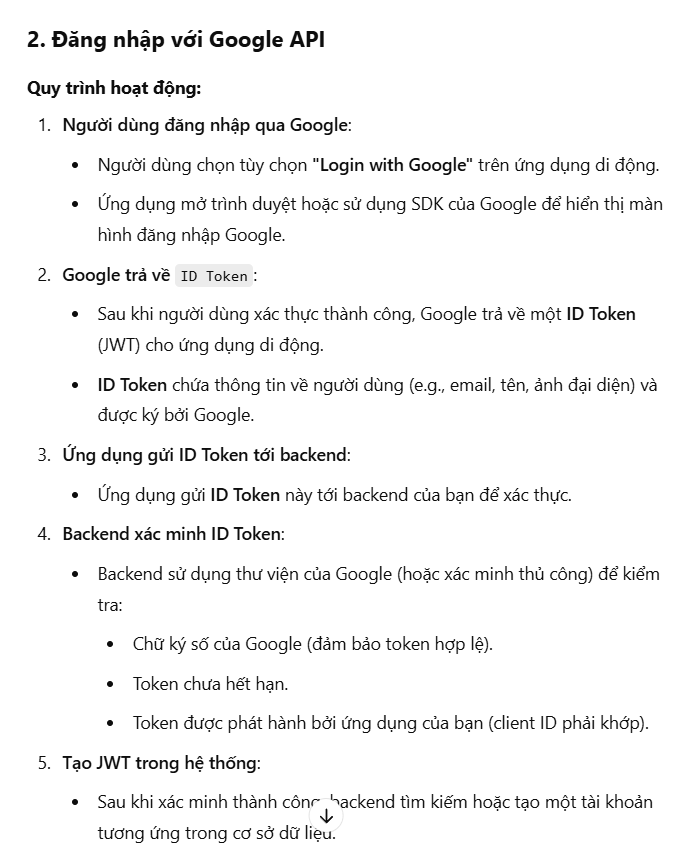 2. Đăng nhập với Google API
Quy trình hoạt động:
1. Người dùng đăng nhập qua Google:
• Người dùng chọn tùy chọn "Login with Google" trên ứng dụng di động.
• Ứng dụng mở trình duyệt hoặc sử dụng SDK của Google để hiển thị màn
hình đăng nhập Google.
2. Google trả về ID Token:
• Sau khi người dùng xác thực thành công, Google trả về một ID Token
(JWT) cho ứng dụng di động.
• ID Token chứa thông tin về người dùng (e.g., email, tên, ảnh đại diện) và
được ký bởi Google.
3. Ứng dụng gửi ID Token tới backend:
• Ứng dụng gửi ID Token này tới backend của bạn để xác thực.
4. Backend xác minh ID Token:
• Backend sử dụng thư viện của Google (hoặc xác minh thủ công) để kiểm
tra:
• Chữ ký số của Google (đảm bảo token hợp lệ).
• Token chưa hết hạn.
• Token được phát hành bởi ứng dụng của bạn (client ID phải khớp).
5. Tạo JWT trong hệ thống:
• Sau khi xác minh thành công, backend tìm kiếm hoặc tạo một tài khoản
tương ứng trong cơ sở dữ liệu.